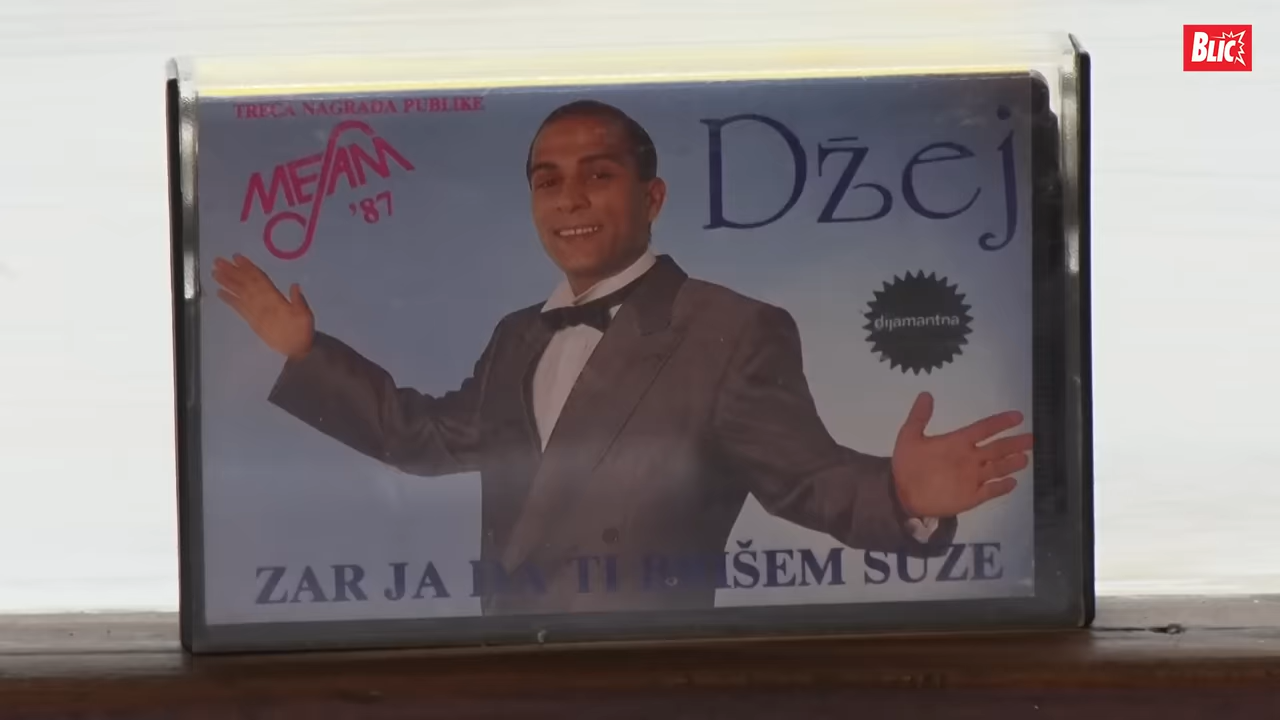 BLIC
TREĆA NAGRADA PUBLIKE
MESAM
'87
Džej
dijamantna
ZAR JA DA TI BRIŠEM SUZE